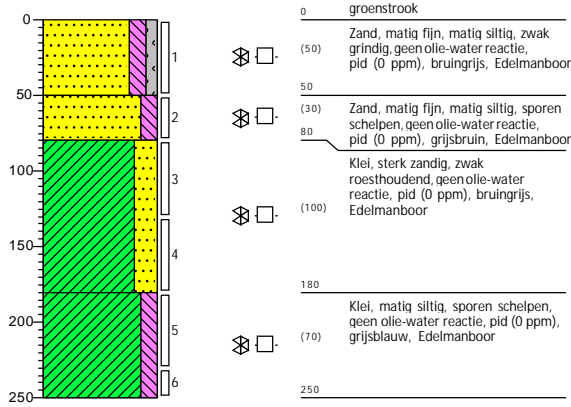 0
50
100
150
200
250
1
2
3
4
5
6
0 groenstrook
(50) Zand, matig fijn, matig siltig, zwak
grindig, geen olie-water reactie,
pid (0 ppm), bruingrijs, Edelmanboor
50
(30) Zand, matig fijn, matig siltig, sporen
schelpen, geen olie-water reactie,
80 pid (0 ppm), grijsbruin, Edelmanboor
Klei, sterk zandig, zwak
roesthoudend, geen olie-water
reactie, pid (0 ppm), bruingrijs,
(100) Edelmanboor
180
Klei, matig siltig, sporen schelpen,
geen olie-water reactie, pid (0 ppm),
(70) grijsblauw, Edelmanboor
250